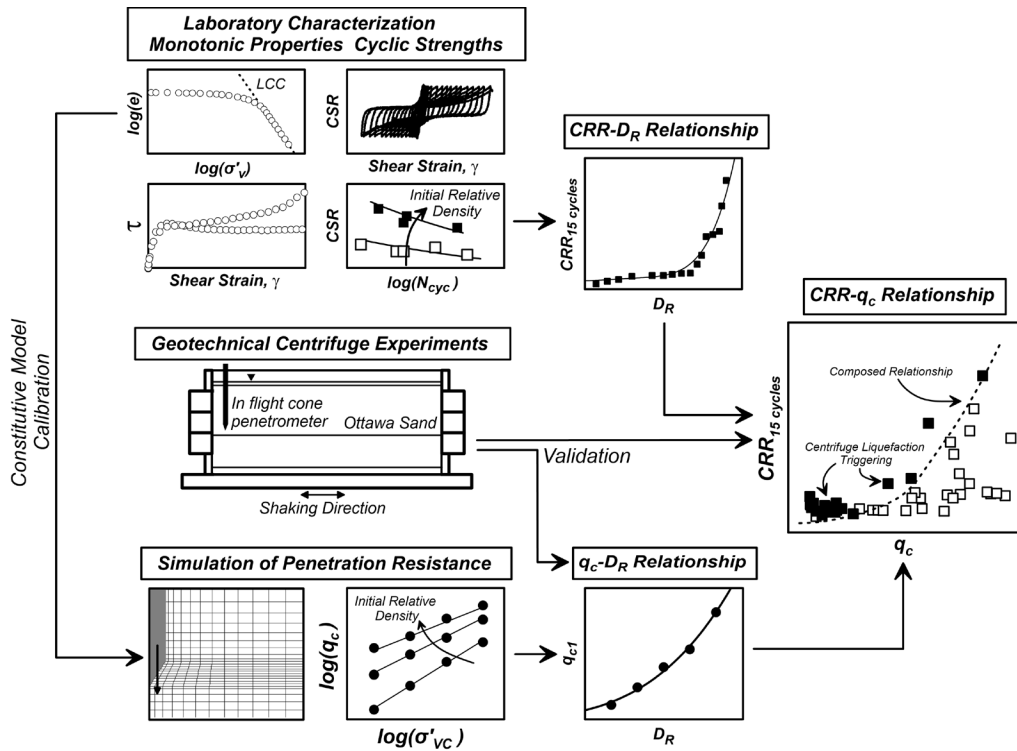 Laboratory Characterization
Monotonic Properties Cyclic Strengths
LCC
log(e)
log(σ'v)
CSR
Shear Strain, γ
τ
Shear Strain, γ
CSR
Initial Relative
Density
log(Ncyc)
CRR-DR Relationship
CRR15 cycles
DR
Constitutive Model
Calibration
Geotechnical Centrifuge Experiments
In flight cone
penetrometer
Ottawa Sand
Shaking Direction
Validation
CRR-qc Relationship
Composed Relationship
Centrifuge Liquefaction
Triggering
CRR15 cycles
qc
Simulation of Penetration Resistance
log(qc)
Initial Relative
Density
log(σ'VC)
qc-DR Relationship
qc1
DR